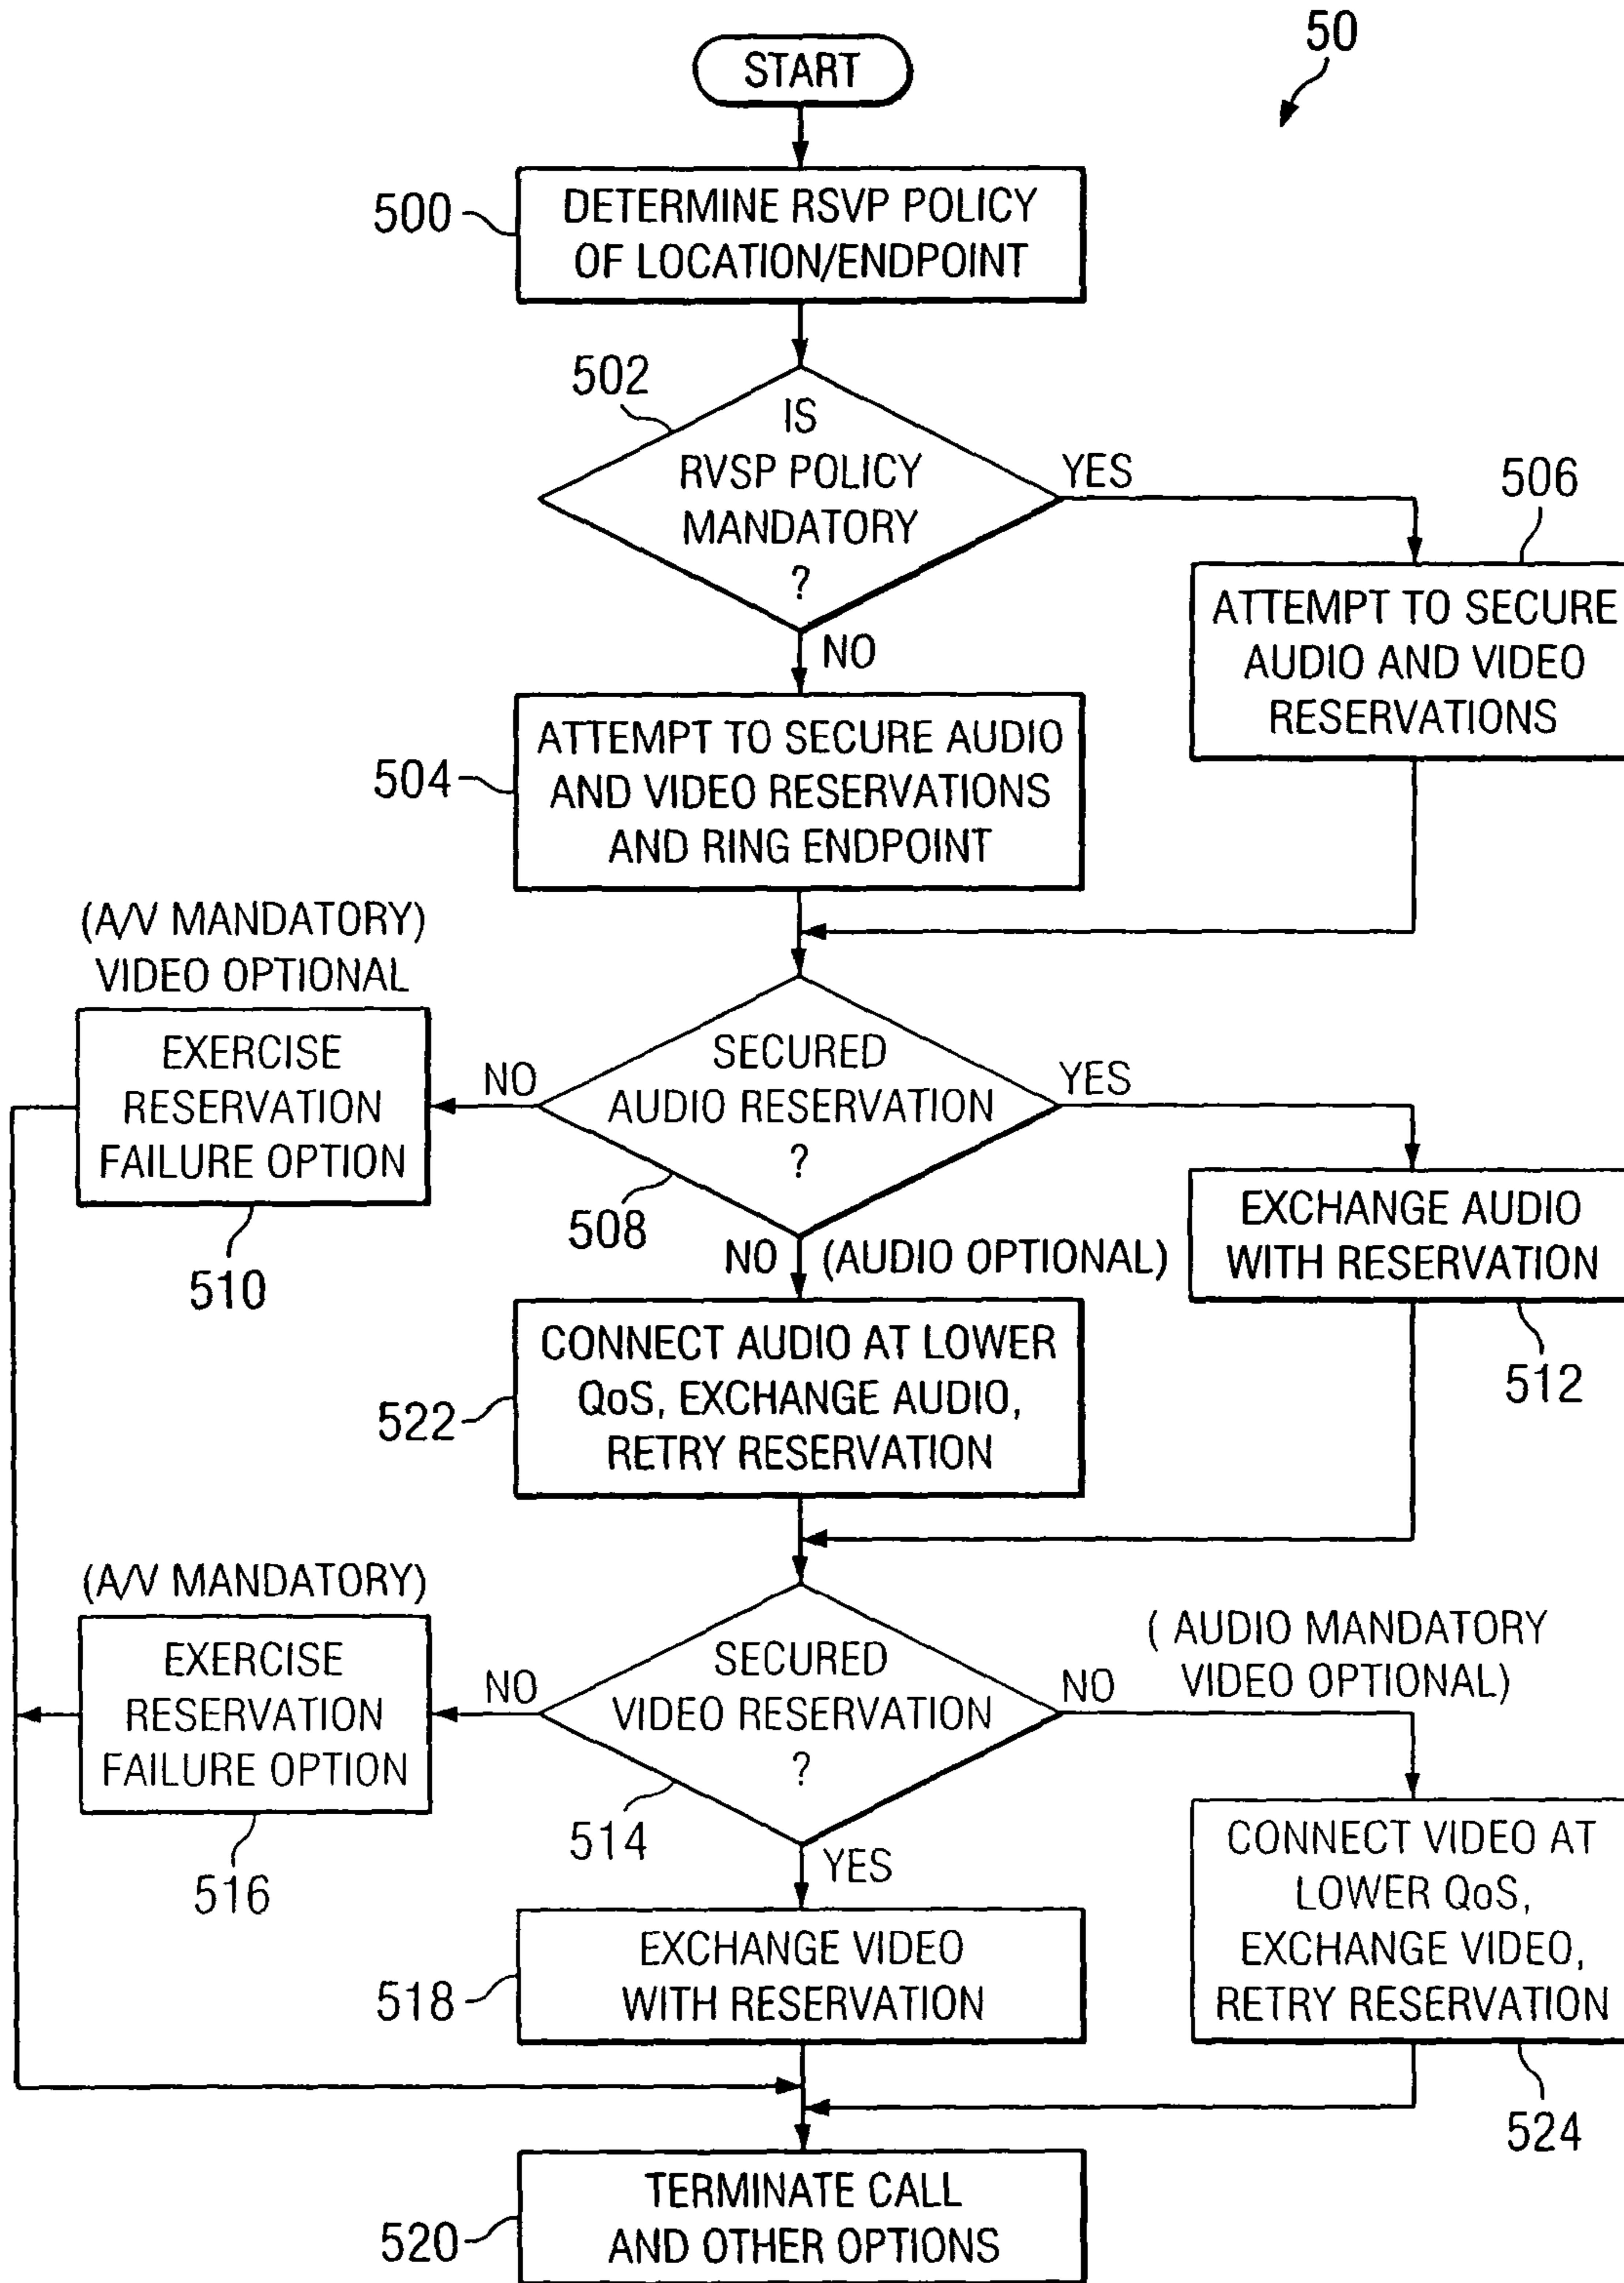 50
START
500
DETERMINE RSVP POLICY
OF LOCATION/ENDPOINT
502
IS
RVSP POLICY
MANDATORY
?
YES
NO
506
ATTEMPT TO SECURE
AUDIO AND VIDEO
RESERVATIONS
504
ATTEMPT TO SECURE AUDIO
AND VIDEO RESERVATIONS
AND RING ENDPOINT
(A/V MANDATORY)
VIDEO OPTIONAL
EXERCISE
RESERVATION
FAILURE OPTION
510
NO
SECURED
AUDIO RESERVATION
?
508
YES
NO (AUDIO OPTIONAL)
EXCHANGE AUDIO
WITH RESERVATION
512
522
CONNECT AUDIO AT LOWER
QoS, EXCHANGE AUDIO,
RETRY RESERVATION
(A/V MANDATORY)
EXERCISE
RESERVATION
FAILURE OPTION
516
NO
SECURED
VIDEO RESERVATION
?
514
NO
( AUDIO MANDATORY
VIDEO OPTIONAL)
YES
CONNECT VIDEO AT
LOWER QoS,
EXCHANGE VIDEO,
RETRY RESERVATION
524
518
EXCHANGE VIDEO
WITH RESERVATION
520
TERMINATE CALL
AND OTHER OPTIONS